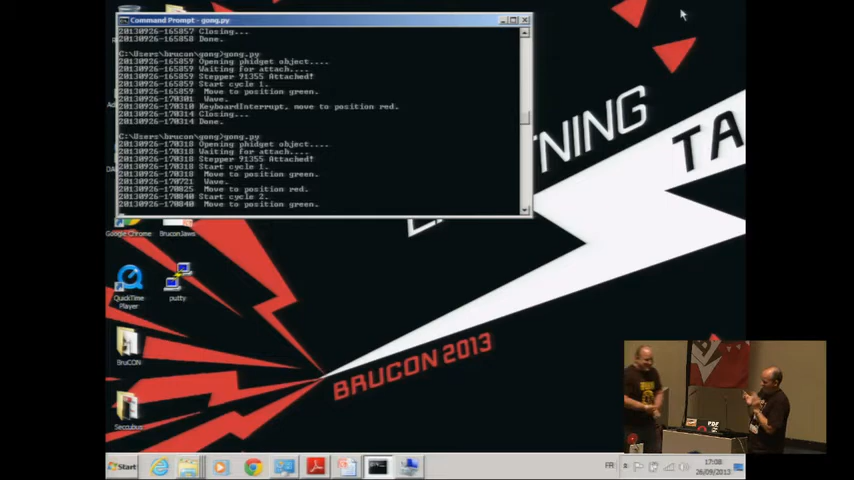 Command Prompt - gong.py
20130926-165857 Closing...
20130926-165858 Done.
C:\Users\brucon\gong>gong.py
20130926-165859 Opening phidget object....
20130926-165859 Waiting for attach....
20130926-165859 Stepper 91355 Attached!
20130926-165859 Start cycle 1.
20130926-165859  Move to position green.
20130926-170301  Wave.
20130926-170310 KeyboardInterrupt, move to position red.
20130926-170314 Closing...
20130926-170314 Done.
C:\Users\brucon\gong>gong.py
20130926-170318 Opening phidget object....
20130926-170318 Waiting for attach....
20130926-170318 Stepper 91355 Attached!
20130926-170318 Start cycle 1.
20130926-170318  Move to position green.
20130926-170721  Wave.
20130926-170825  Move to position red.
20130926-170840 Start cycle 2.
20130926-170840  Move to position green.
TNING
TA
Google Chrome
BruconJaws
QuickTime
Player
putty
BruCON
BRUCON 2013
Seccubus
Start
FR
17:08
26/09/2013